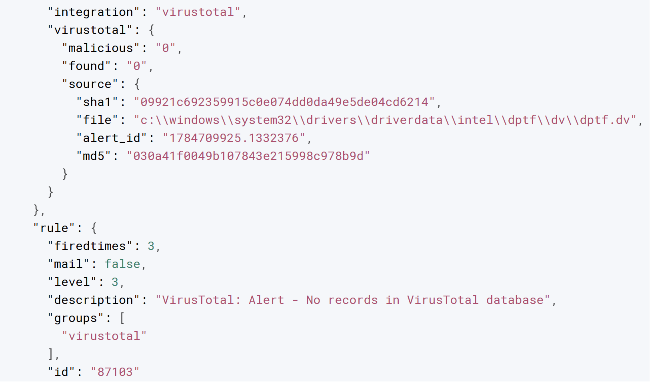 "integration": "virustotal",
"virustotal": {
"malicious": "0",
"found": "0",
"source": {
"sha1": "09921c692359915c0e074dd0da49e5de04cd6214",
"file": "c:\\windows\\system32\\drivers\\driverdata\\intel\\dptf\\dv\\dptf.dv",
"alert_id": "1784709925.1332376",
"md5": "030a41f0049b107843e215998c978b9d"
}
}
},
"rule": {
"firedtimes": 3,
"mail": false,
"level": 3,
"description": "VirusTotal: Alert - No records in VirusTotal database",
"groups": [
"virustotal"
],
"id": "87103"